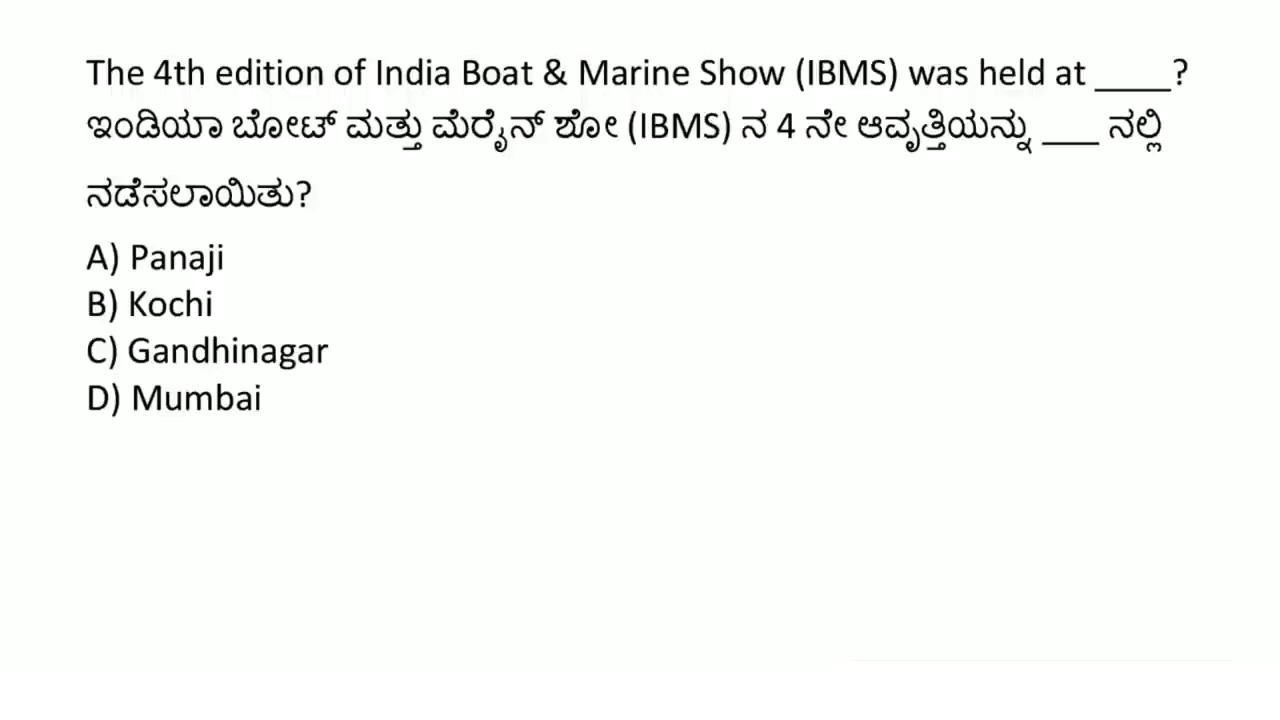 The 4th edition of India Boat & Marine Show (IBMS) was held at ____?
ಇಂಡಿಯಾ ಬೋಟ್ ಮತ್ತು ಮೆರೈನ್ ಶೋ (IBMS) ನ 4 ನೇ ಆವೃತ್ತಿಯನ್ನು ___ ನಲ್ಲಿ
ನಡೆಸಲಾಯಿತು?
A) Panaji
B) Kochi
C) Gandhinagar
D) Mumbai